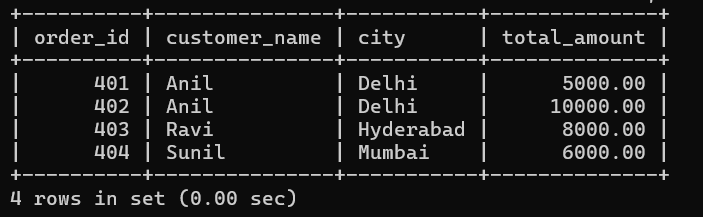 +----------+---------------+-----------+--------------+
| order_id | customer_name | city      | total_amount |
+----------+---------------+-----------+--------------+
|      401 | Anil          | Delhi     |      5000.00 |
|      402 | Anil          | Delhi     |     10000.00 |
|      403 | Ravi          | Hyderabad |      8000.00 |
|      404 | Sunil         | Mumbai    |      6000.00 |
+----------+---------------+-----------+--------------+
4 rows in set (0.00 sec)